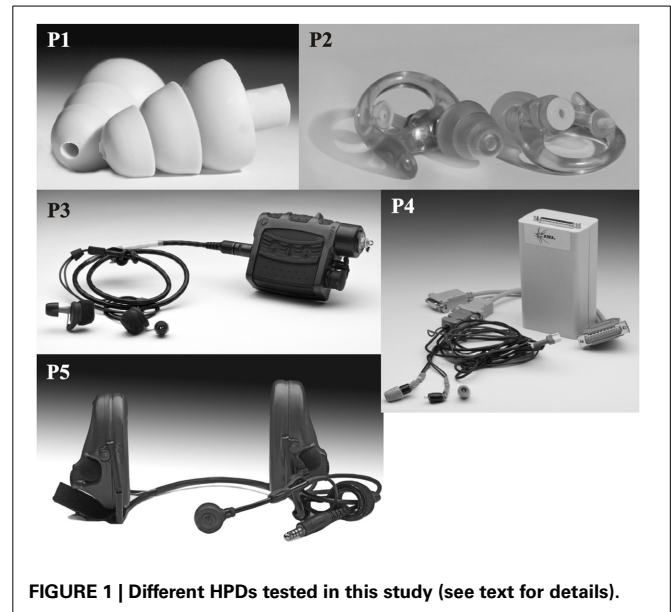 P1
P2
P3
P4
P5
FIGURE 1 | Different HPDs tested in this study (see text for details).